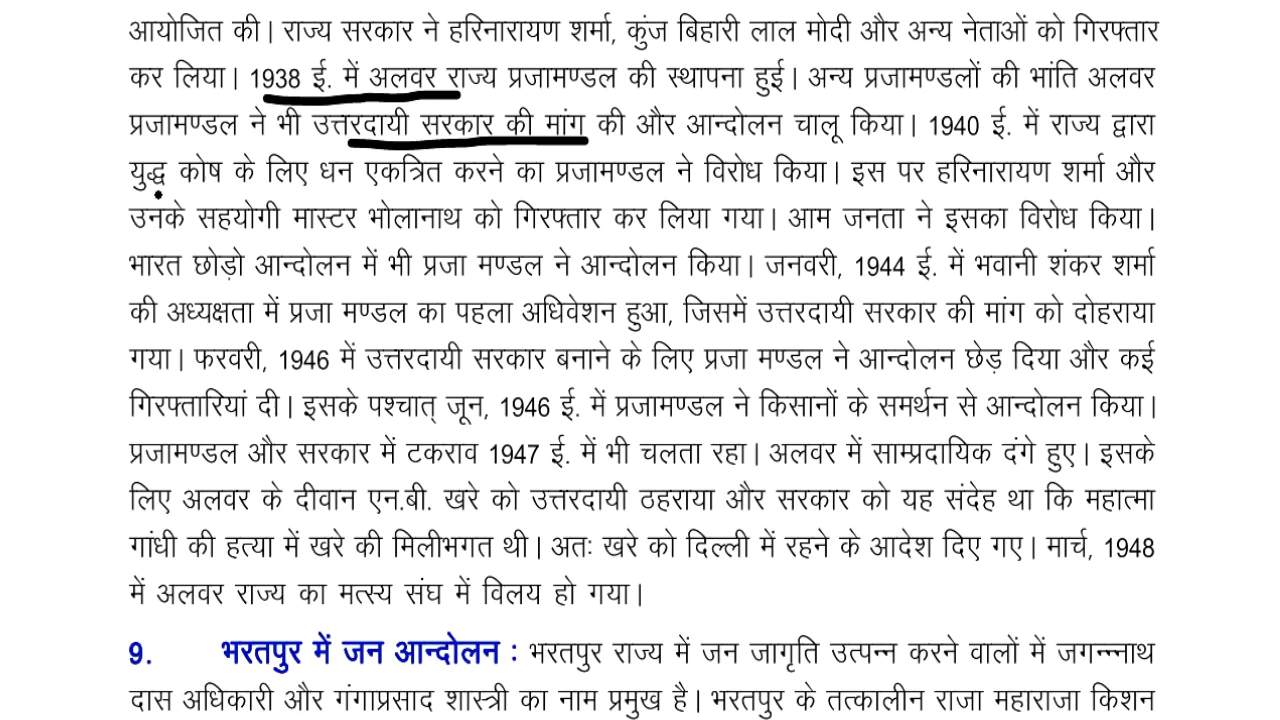 आयोजित की। राज्य सरकार ने हरिनारायण शर्मा, कुंज बिहारी लाल मोदी और अन्य नेताओं को गिरफ्तार
कर लिया। 1938 ई. में अलवर राज्य प्रजामण्डल की स्थापना हुई। अन्य प्रजामण्डलों की भांति अलवर
प्रजामण्डल ने भी उत्तरदायी सरकार की मांग की और आन्दोलन चालू किया। 1940 ई. में राज्य द्वारा
युद्ध कोष के लिए धन एकत्रित करने का प्रजामण्डल ने विरोध किया। इस पर हरिनारायण शर्मा और
उनके सहयोगी मास्टर भोलानाथ को गिरफ्तार कर लिया गया। आम जनता ने इसका विरोध किया।
भारत छोड़ो आन्दोलन में भी प्रजा मण्डल ने आन्दोलन किया। जनवरी, 1944 ई. में भवानी शंकर शर्मा
की अध्यक्षता में प्रजा मण्डल का पहला अधिवेशन हुआ, जिसमें उत्तरदायी सरकार की मांग को दोहराया
गया। फरवरी, 1946 में उत्तरदायी सरकार बनाने के लिए प्रजा मण्डल ने आन्दोलन छेड़ दिया और कई
गिरफ्तारियां दी। इसके पश्चात् जून, 1946 ई. में प्रजामण्डल ने किसानों के समर्थन से आन्दोलन किया।
प्रजामण्डल और सरकार में टकराव 1947 ई. में भी चलता रहा। अलवर में साम्प्रदायिक दंगे हुए। इसके
लिए अलवर के दीवान एन.बी. खरे को उत्तरदायी ठहराया और सरकार को यह संदेह था कि महात्मा
गांधी की हत्या में खरे की मिलीभगत थी। अतः खरे को दिल्ली में रहने के आदेश दिए गए। मार्च, 1948
में अलवर राज्य का मत्स्य संघ में विलय हो गया।
9. भरतपुर में जन आन्दोलन : भरतपुर राज्य में जन जागृति उत्पन्न करने वालों में जगन्न्नाथ
दास अधिकारी और गंगाप्रसाद शास्त्री का नाम प्रमुख है। भरतपुर के तत्कालीन राजा महाराजा किशन